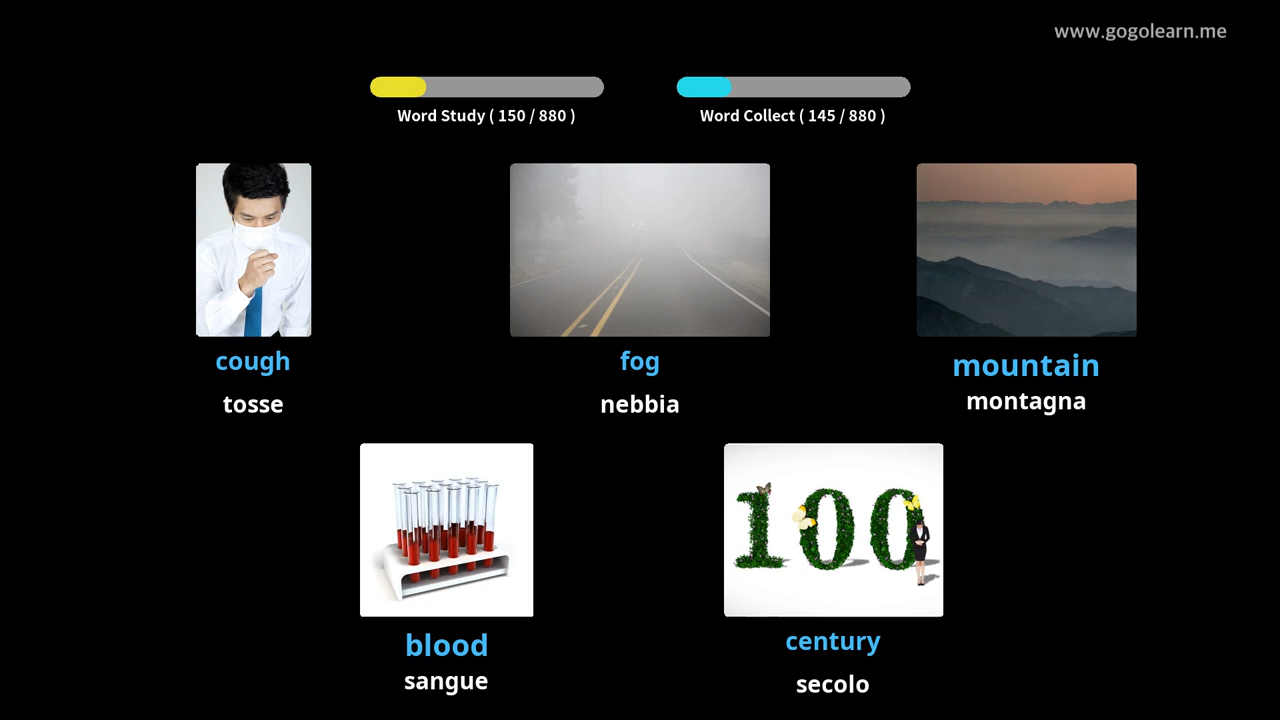 www.gogolearn.me
Word Study ( 150 / 880 )
Word Collect ( 145 / 880 )
cough
tosse
fog
nebbia
mountain
montagna
100
blood
sangue
century
secolo